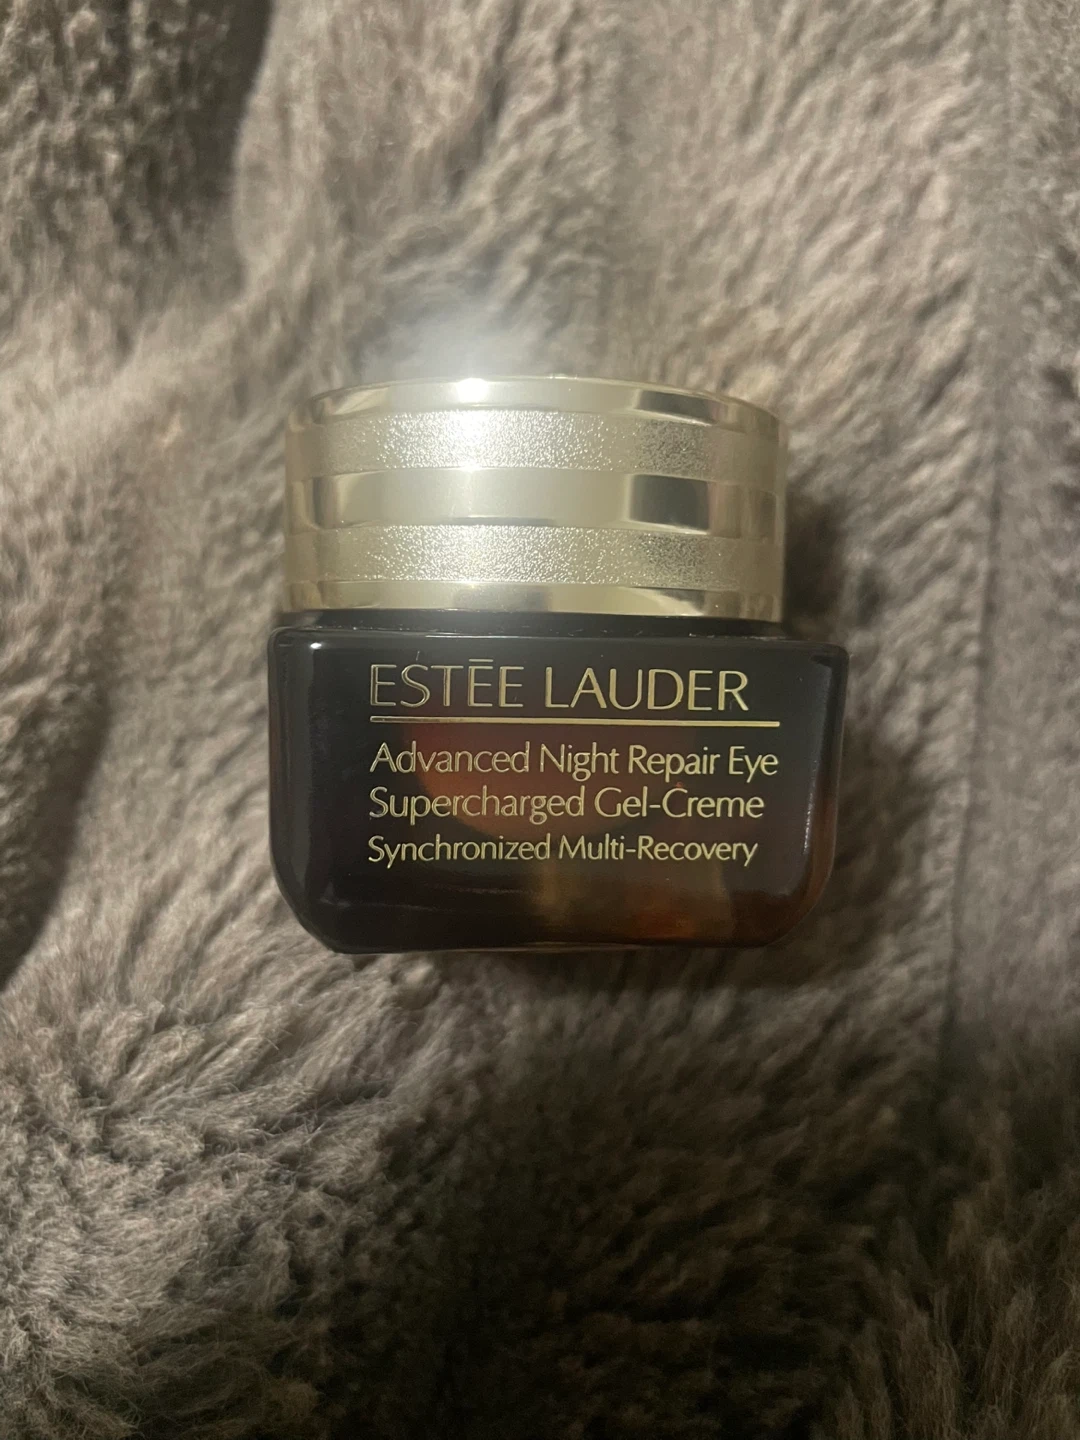 ESTĒE LAUDER
Advanced Night Repair Eye
Supercharged Gel-Creme
Synchronized Multi-Recovery